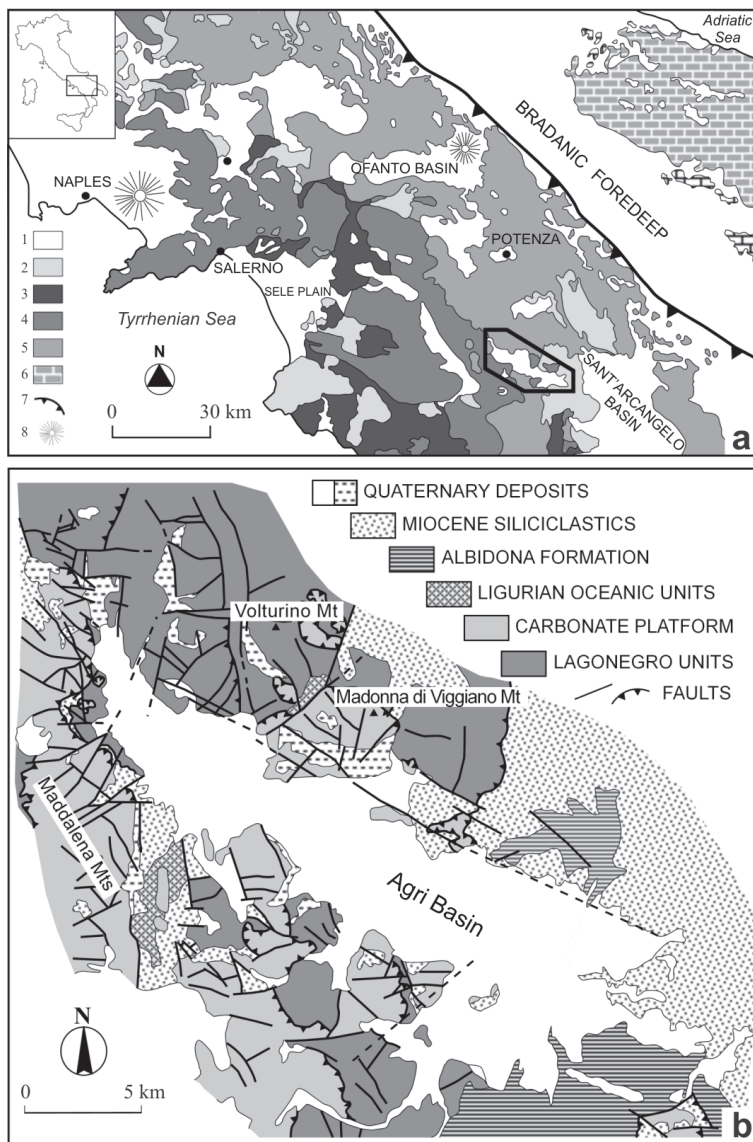 Adriatic
Sea
BRADANIC FOREDEEP
OFANTO BASIN
NAPLES
POTENZA
SALERNO
SELE PLAIN
Tyrrhenian Sea
SANT'ARCANGELO
BASIN
1
2
3
4
5
6
7
8
N
0 30 km
a
QUATERNARY DEPOSITS
MIOCENE SILICICLASTICS
ALBIDONA FORMATION
LIGURIAN OCEANIC UNITS
CARBONATE PLATFORM
LAGONEGRO UNITS
FAULTS
Volturino Mt
Madonna di Viggiano Mt
Maddalena Mts
Agri Basin
N
0 5 km
b